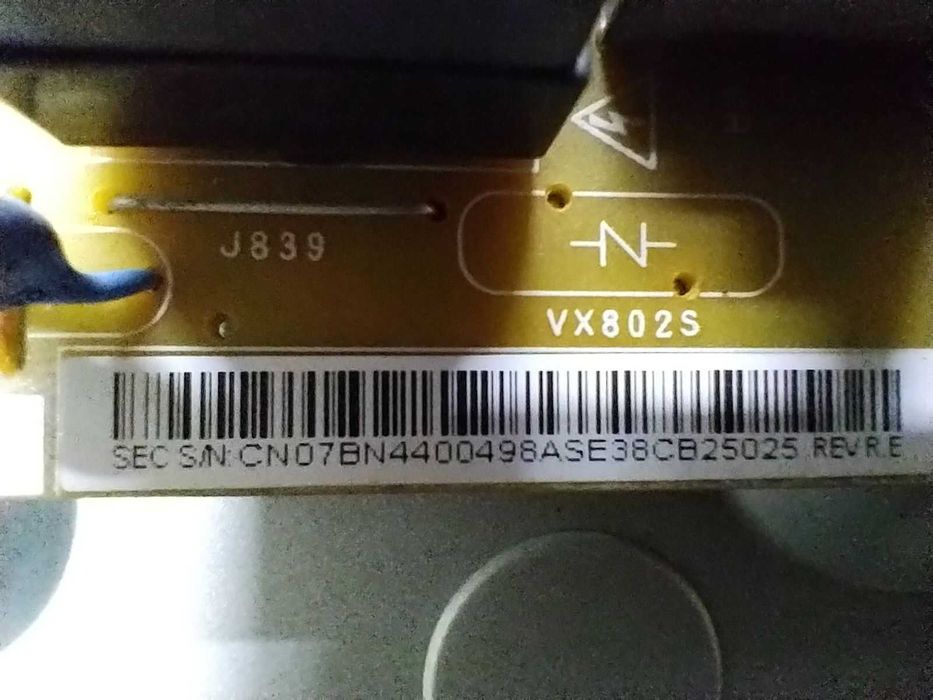 J839
VX802S
SEC S/N: CN07BN4400498ASE38CB25025 REV R.E